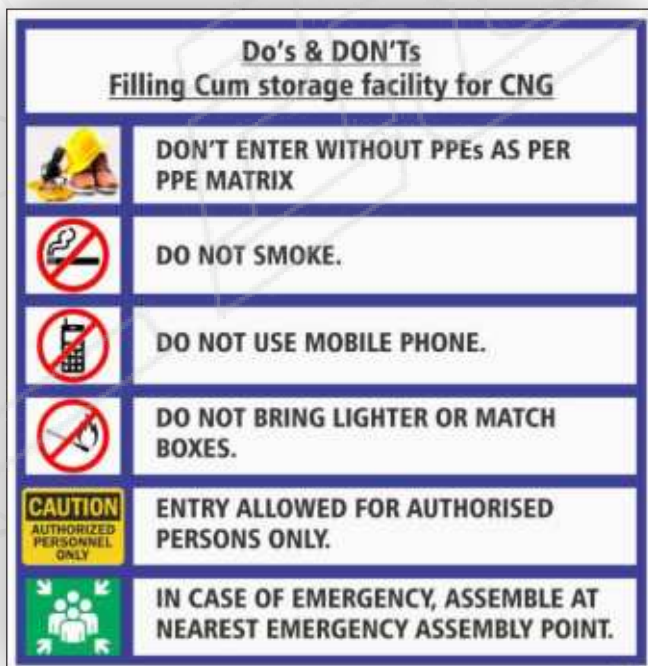 Do's & DON'Ts
Filling Cum storage facility for CNG
DON'T ENTER WITHOUT PPEs AS PER
PPE MATRIX
DO NOT SMOKE.
DO NOT USE MOBILE PHONE.
DO NOT BRING LIGHTER OR MATCH
BOXES.
CAUTION
AUTHORIZED
PERSONNEL
ONLY
ENTRY ALLOWED FOR AUTHORISED
PERSONS ONLY.
IN CASE OF EMERGENCY, ASSEMBLE AT
NEAREST EMERGENCY ASSEMBLY POINT.